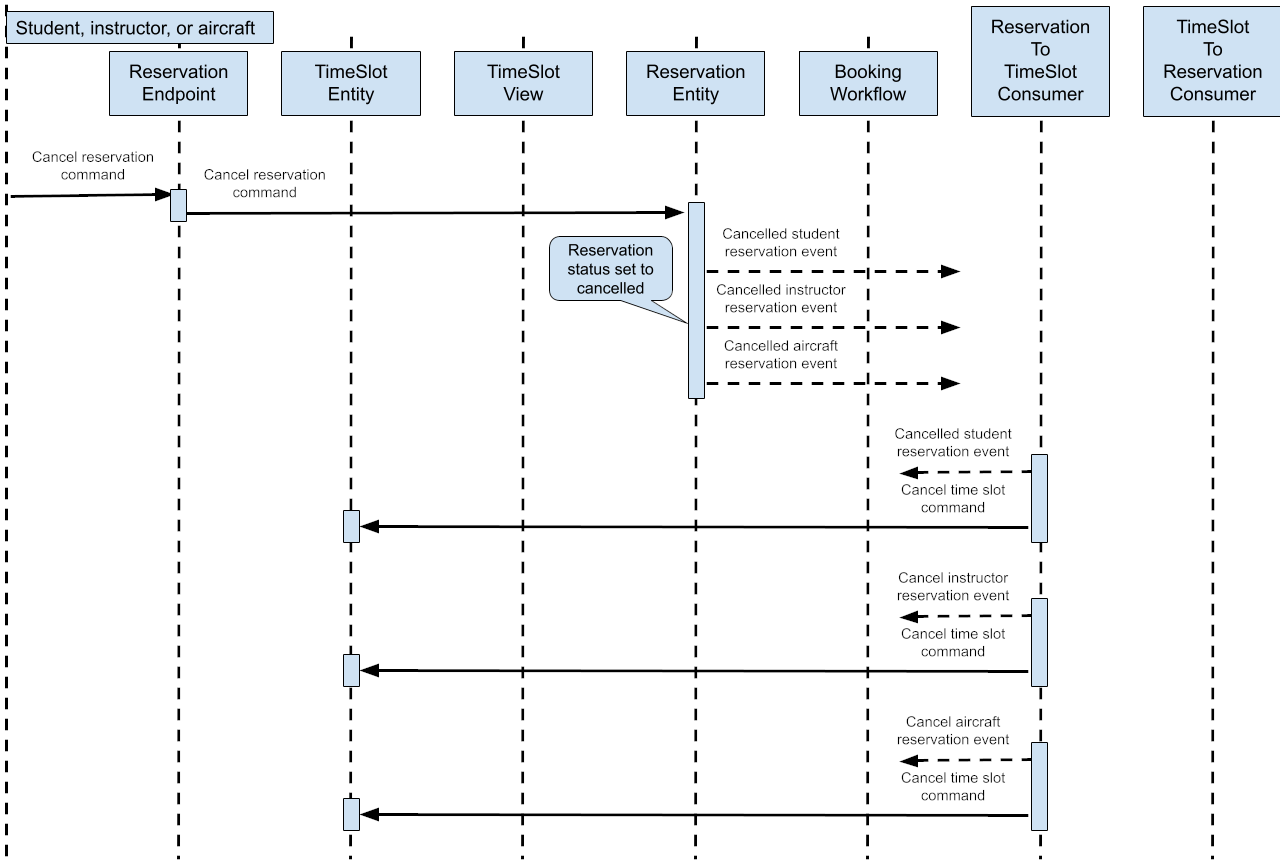 Student, instructor, or aircraft
Reservation
Endpoint
TimeSlot
Entity
TimeSlot
View
Reservation
Entity
Booking
Workflow
Reservation
To
TimeSlot
Consumer
TimeSlot
To
Reservation
Consumer
Cancel reservation
command
Cancel reservation
command
Reservation
status set to
cancelled
Cancelled student
reservation event
Cancelled instructor
reservation event
Cancelled aircraft
reservation event
Cancelled student
reservation event
Cancel time slot
command
Cancel instructor
reservation event
Cancel time slot
command
Cancel aircraft
reservation event
Cancel time slot
command